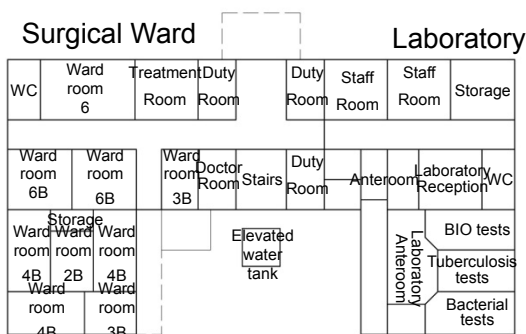 Surgical Ward
Laboratory
WC
Ward
room
6
Treatment
Room
Duty
Room
Duty
Room
Staff
Room
Staff
Room
Storage
Ward
room
6B
Ward
room
6B
Ward
room
3B
Doctor
Room
Stairs
Duty
Room
Anteroom
Laboratory
Reception
WC
Storage
Ward
room
4B
Ward
room
2B
Ward
room
4B
Elevated
water
tank
Laboratory
Anteroom
BIO tests
Tuberculosis
tests
Bacterial
tests
Ward
room
4B
Ward
room
3B